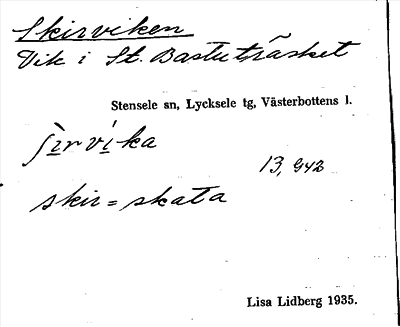 Skirviken
Vik i St. Bastuträsket
Stensele sn, Lycksele tg, Västerbottens l.
ʃirvika
13, 942
skir = skata
Lisa Lidberg 1935.